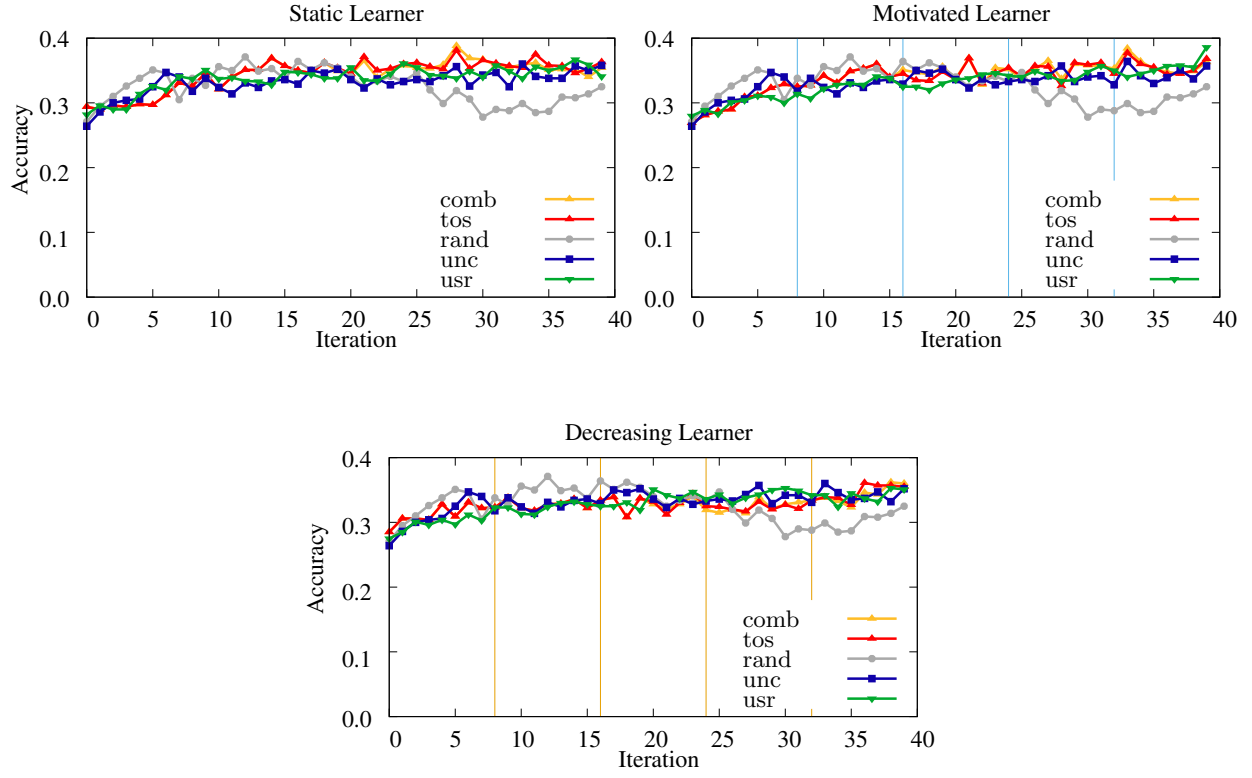 Static Learner
Accuracy
0.4
0.3
0.2
0.1
0.0
comb
tos
rand
unc
usr
0 5 10 15 20 25 30 35 40
Iteration
Motivated Learner
0.4
0.3
0.2
0.1
0.0
comb
tos
rand
unc
usr
0 5 10 15 20 25 30 35 40
Iteration
Decreasing Learner
Accuracy
0.4
0.3
0.2
0.1
0.0
comb
tos
rand
unc
usr
0 5 10 15 20 25 30 35 40
Iteration